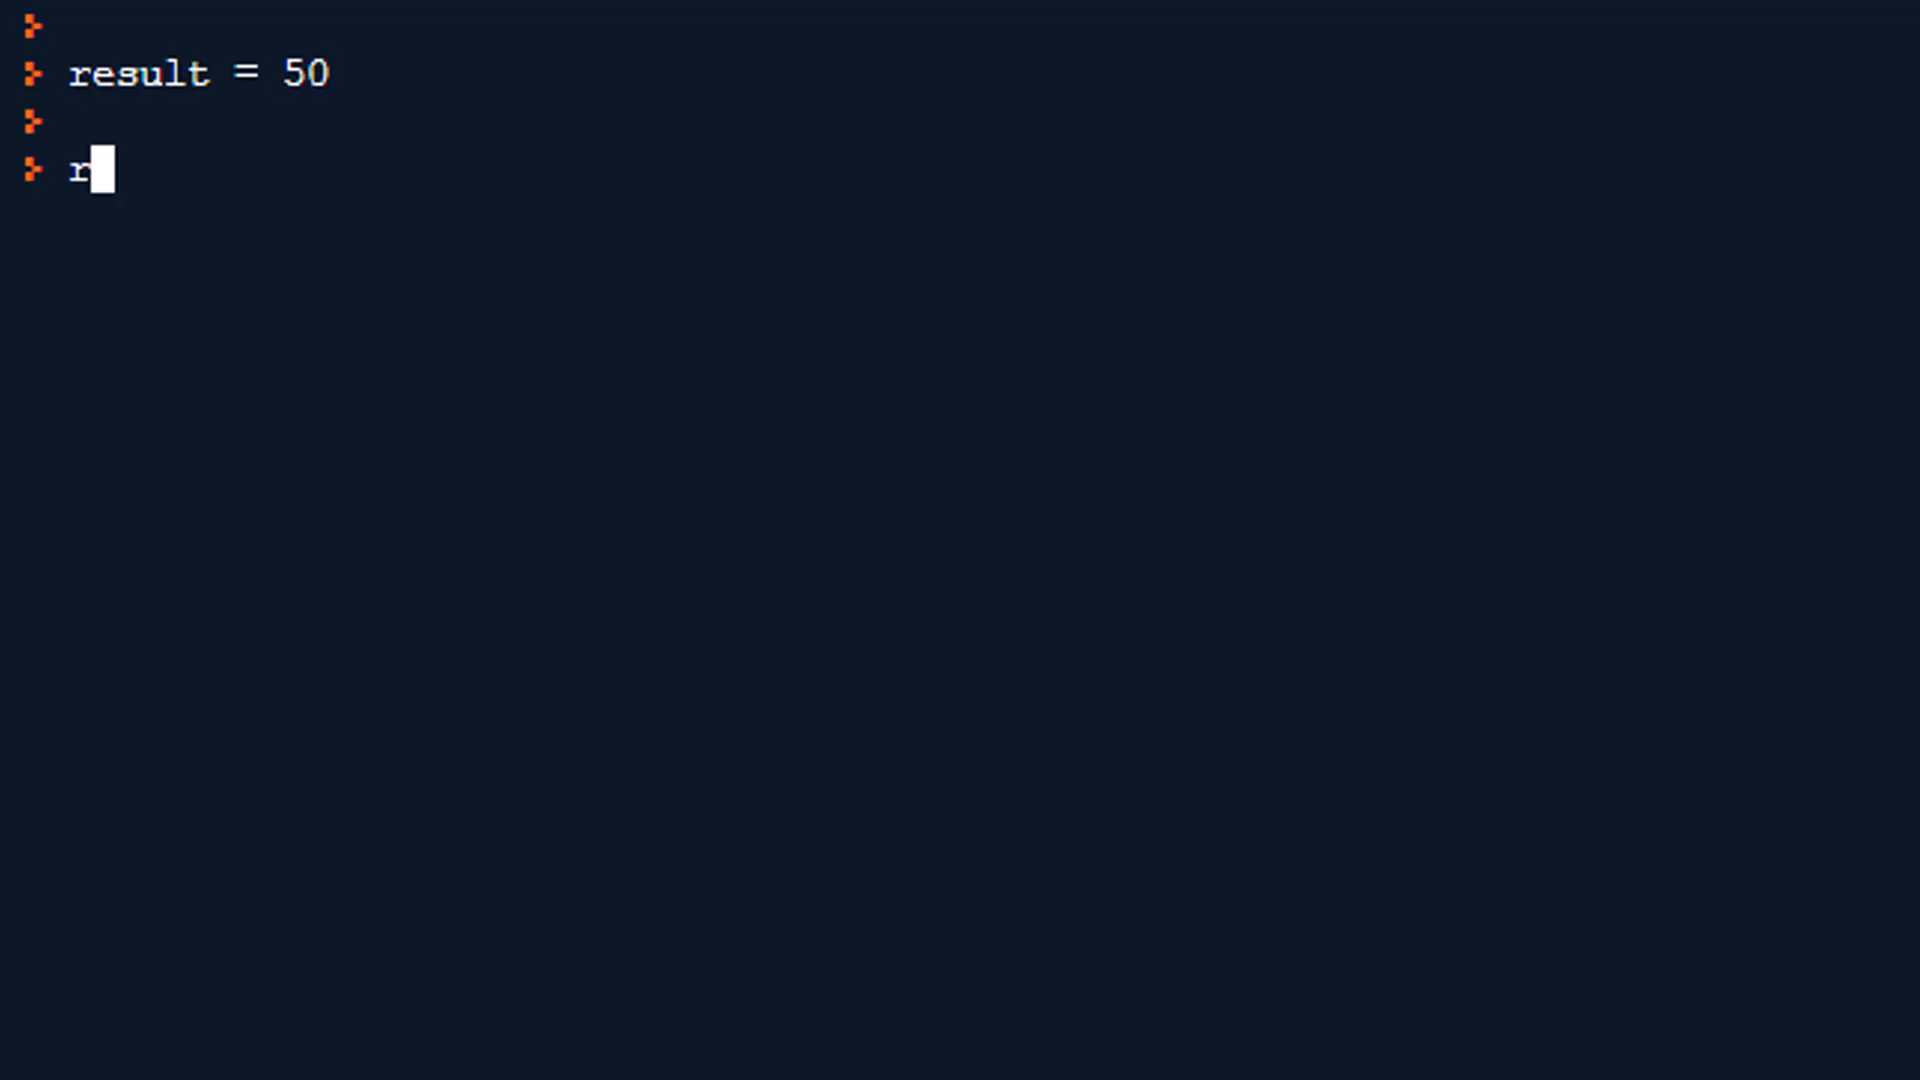 >
> result = 50
>
> r